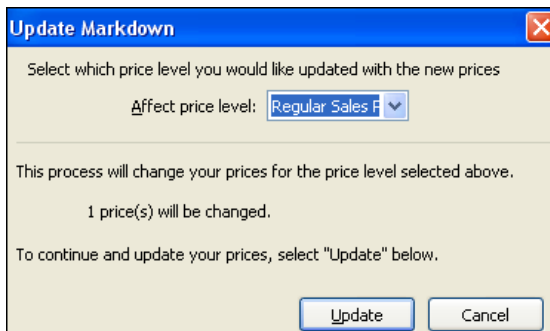 Update Markdown
Select which price level you would like updated with the new prices
Affect price level: Regular Sales P
This process will change your prices for the price level selected above.
1 price(s) will be changed.
To continue and update your prices, select "Update" below.
Update Cancel